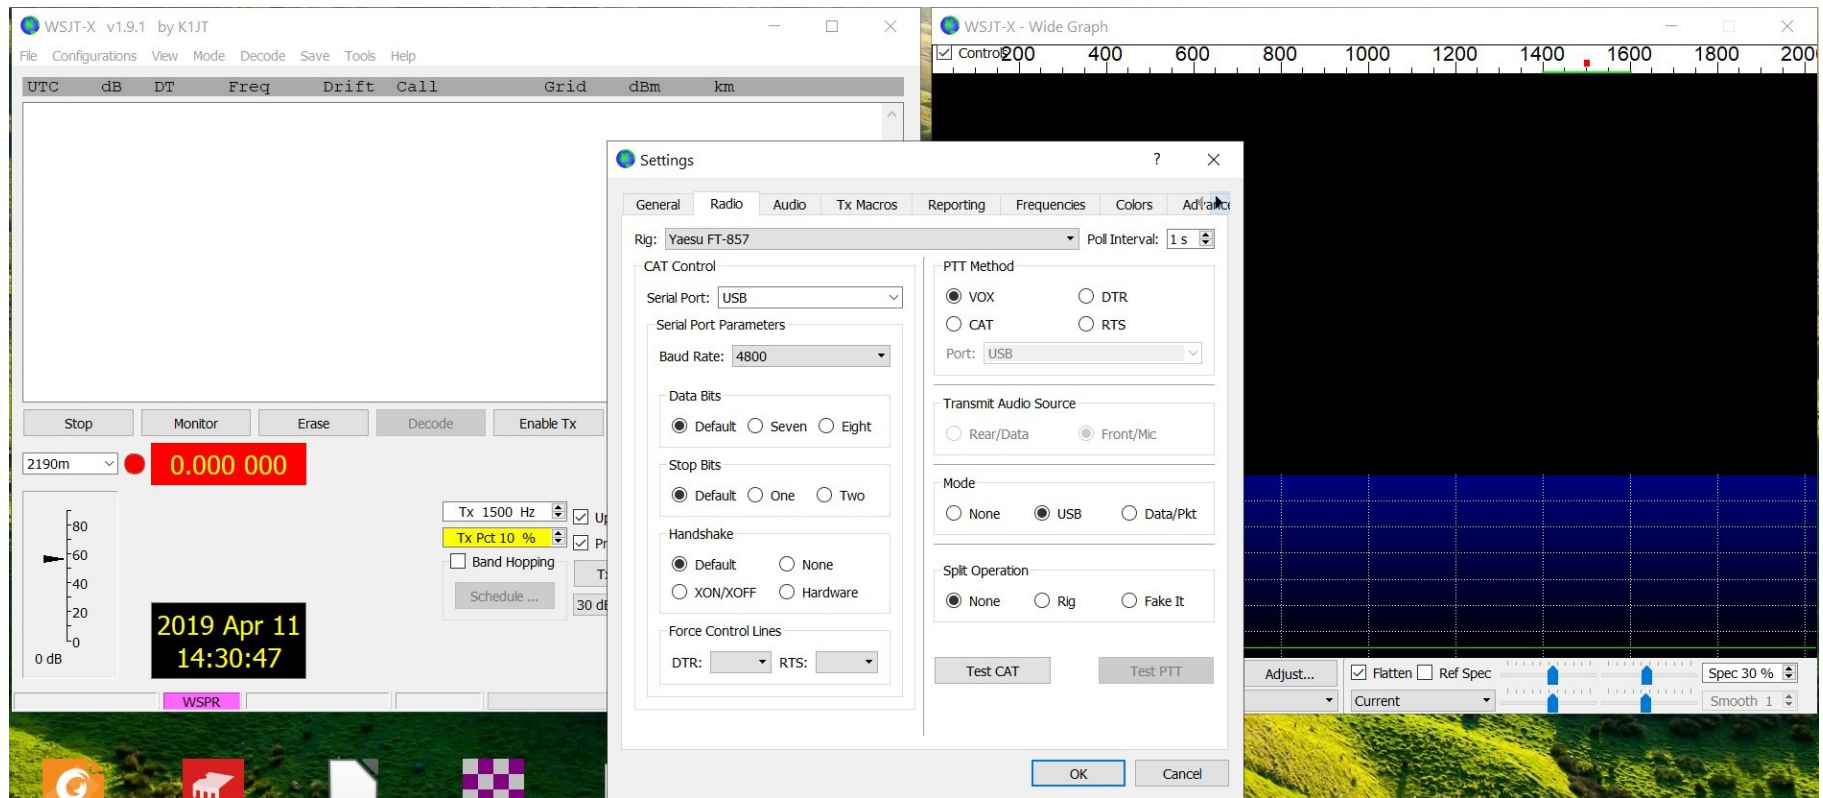 WSJT-X v1.9.1 by K1JT
File Configurations View Mode Decode Save Tools Help
UTC dB DT Freq Drift Call Grid dBm km
Stop Monitor Erase Decode Enable Tx
2190m 0.000 000
80
60
40
20
0
0 dB
Tx 1500 Hz
Tx Pct 10 %
Band Hopping
Schedule ...
30 dB
2019 Apr 11
14:30:47
WSPR
Settings ?
General Radio Audio Tx Macros Reporting Frequencies Colors Advance
Rig: Yaesu FT-857 Poll Interval: 1 s
CAT Control
Serial Port: USB
Serial Port Parameters
Baud Rate: 4800
Data Bits
Default Seven Eight
Stop Bits
Default One Two
Handshake
Default None
XON/XOFF Hardware
Force Control Lines
DTR: RTS:
PTT Method
VOX DTR
CAT RTS
Port: USB
Transmit Audio Source
Rear/Data Front/Mic
Mode
None USB Data/Pkt
Split Operation
None Rig Fake It
Test CAT Test PTT
OK Cancel
WSJT-X - Wide Graph
Controls 200 400 600 800 1000 1200 1400 1600 1800 200
Adjust... Flatten Ref Spec Spec 30 %
Current Smooth 1